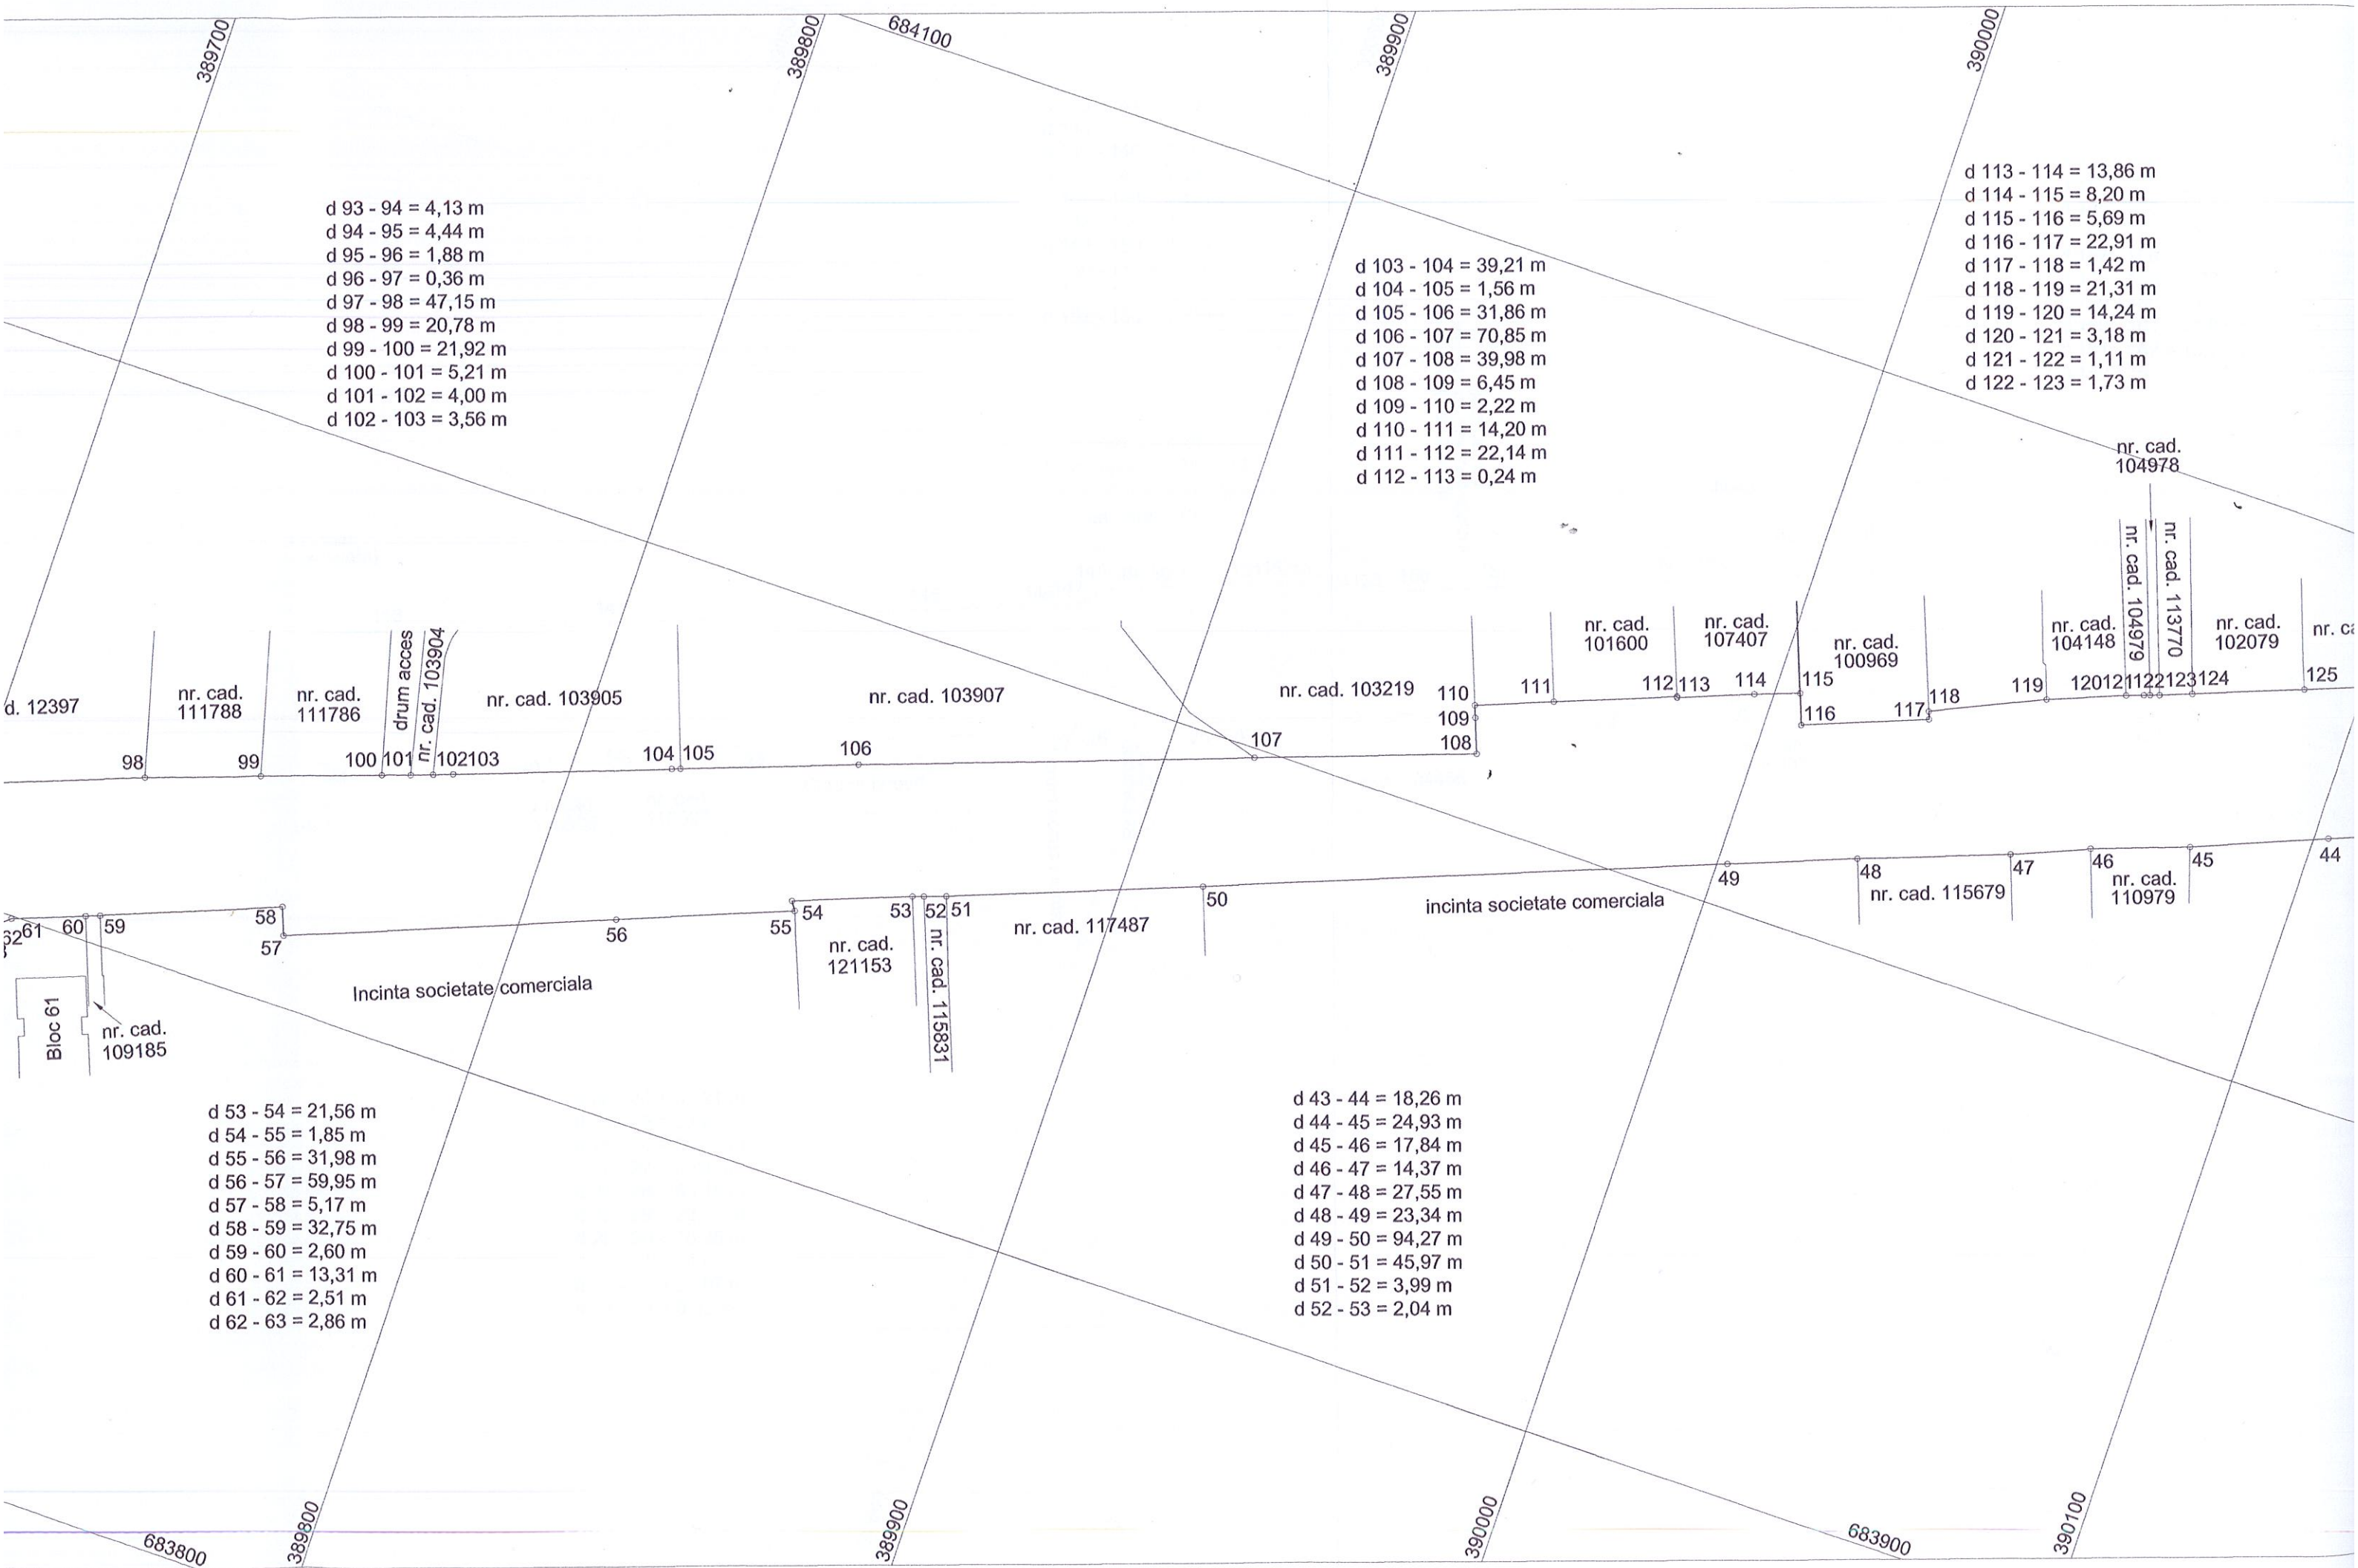 389700
389800
684100
389900
390000
d 93 - 94 = 4,13 m
d 94 - 95 = 4,44 m
d 95 - 96 = 1,88 m
d 96 - 97 = 0,36 m
d 97 - 98 = 47,15 m
d 98 - 99 = 20,78 m
d 99 - 100 = 21,92 m
d 100 - 101 = 5,21 m
d 101 - 102 = 4,00 m
d 102 - 103 = 3,56 m
d 103 - 104 = 39,21 m
d 104 - 105 = 1,56 m
d 105 - 106 = 31,86 m
d 106 - 107 = 70,85 m
d 107 - 108 = 39,98 m
d 108 - 109 = 6,45 m
d 109 - 110 = 2,22 m
d 110 - 111 = 14,20 m
d 111 - 112 = 22,14 m
d 112 - 113 = 0,24 m
d 113 - 114 = 13,86 m
d 114 - 115 = 8,20 m
d 115 - 116 = 5,69 m
d 116 - 117 = 22,91 m
d 117 - 118 = 1,42 m
d 118 - 119 = 21,31 m
d 119 - 120 = 14,24 m
d 120 - 121 = 3,18 m
d 121 - 122 = 1,11 m
d 122 - 123 = 1,73 m
nr. cad.
104978
d. 12397
nr. cad.
111788
nr. cad.
111786
drum acces
nr. cad. 103904
nr. cad. 103905
nr. cad. 103907
nr. cad. 103219
nr. cad.
101600
nr. cad.
107407
nr. cad.
100969
nr. cad.
104148
nr. cad. 104979
nr. cad. 113770
nr. cad.
102079
nr. ca
98
99
100
101
102
103
104
105
106
107
108
109
110
111
112
113
114
115
116
117
118
119
120
121
122
123
124
125
62
61
60
59
58
57
56
55
54
53
52
51
50
49
48
47
46
45
44
Bloc 61
nr. cad.
109185
Incinta societate comerciala
nr. cad.
121153
nr. cad. 115831
nr. cad. 117487
incinta societate comerciala
nr. cad. 115679
nr. cad.
110979
d 53 - 54 = 21,56 m
d 54 - 55 = 1,85 m
d 55 - 56 = 31,98 m
d 56 - 57 = 59,95 m
d 57 - 58 = 5,17 m
d 58 - 59 = 32,75 m
d 59 - 60 = 2,60 m
d 60 - 61 = 13,31 m
d 61 - 62 = 2,51 m
d 62 - 63 = 2,86 m
d 43 - 44 = 18,26 m
d 44 - 45 = 24,93 m
d 45 - 46 = 17,84 m
d 46 - 47 = 14,37 m
d 47 - 48 = 27,55 m
d 48 - 49 = 23,34 m
d 49 - 50 = 94,27 m
d 50 - 51 = 45,97 m
d 51 - 52 = 3,99 m
d 52 - 53 = 2,04 m
683800
389800
389900
390000
683900
390100